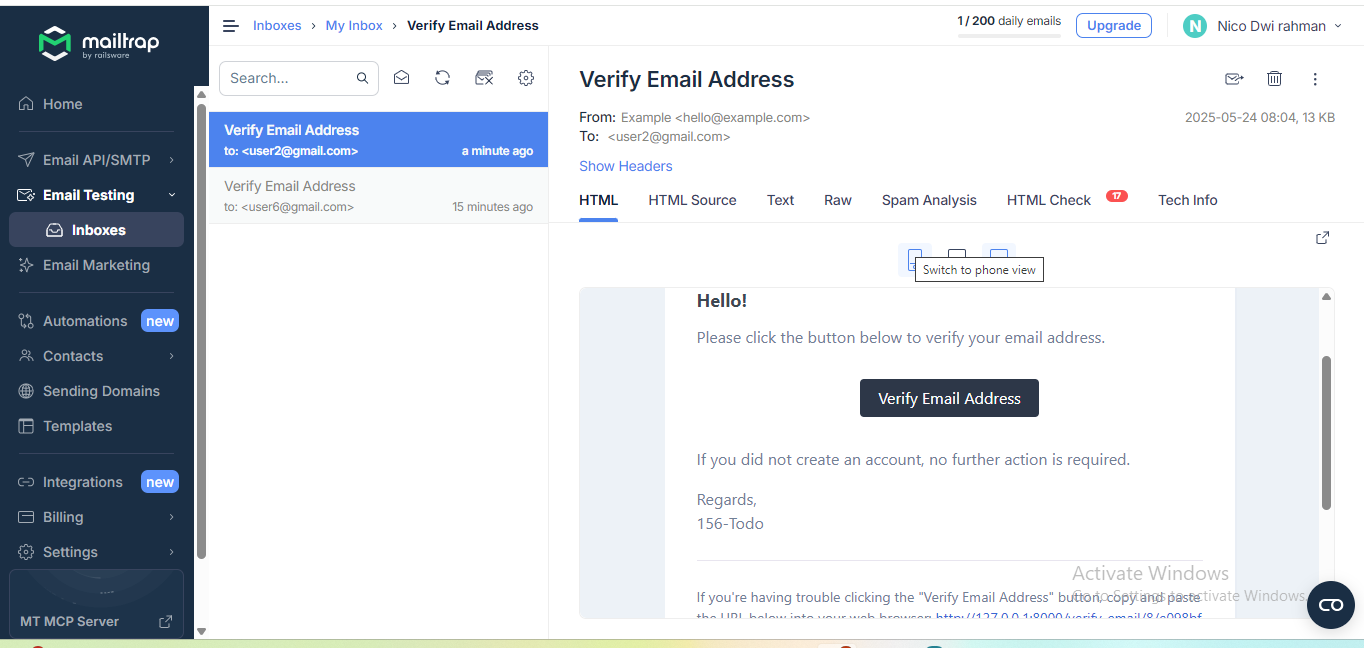 mailtrap
by railsware
Home
Email API/SMTP
Email Testing
Inboxes
Email Marketing
Automations new
Contacts
Sending Domains
Templates
Integrations new
Billing
Settings
MT MCP Server
Inboxes › My Inbox › Verify Email Address
1 / 200 daily emails
Upgrade
N Nico Dwi rahman
Search...
Verify Email Address
to: <user2@gmail.com> a minute ago
Verify Email Address
to: <user6@gmail.com> 15 minutes ago
Verify Email Address
From: Example <hello@example.com> 2025-05-24 08:04, 13 KB
To: <user2@gmail.com>
Show Headers
HTML HTML Source Text Raw Spam Analysis HTML Check 17 Tech Info
Switch to phone view
Hello!
Please click the button below to verify your email address.
Verify Email Address
If you did not create an account, no further action is required.
Regards,
156-Todo
Activate Windows
Go to Settings to activate Windows.
If you're having trouble clicking the "Verify Email Address" button, copy and paste
the URL below into your web browser: http://127.0.0.1:8000/verify-email/8/